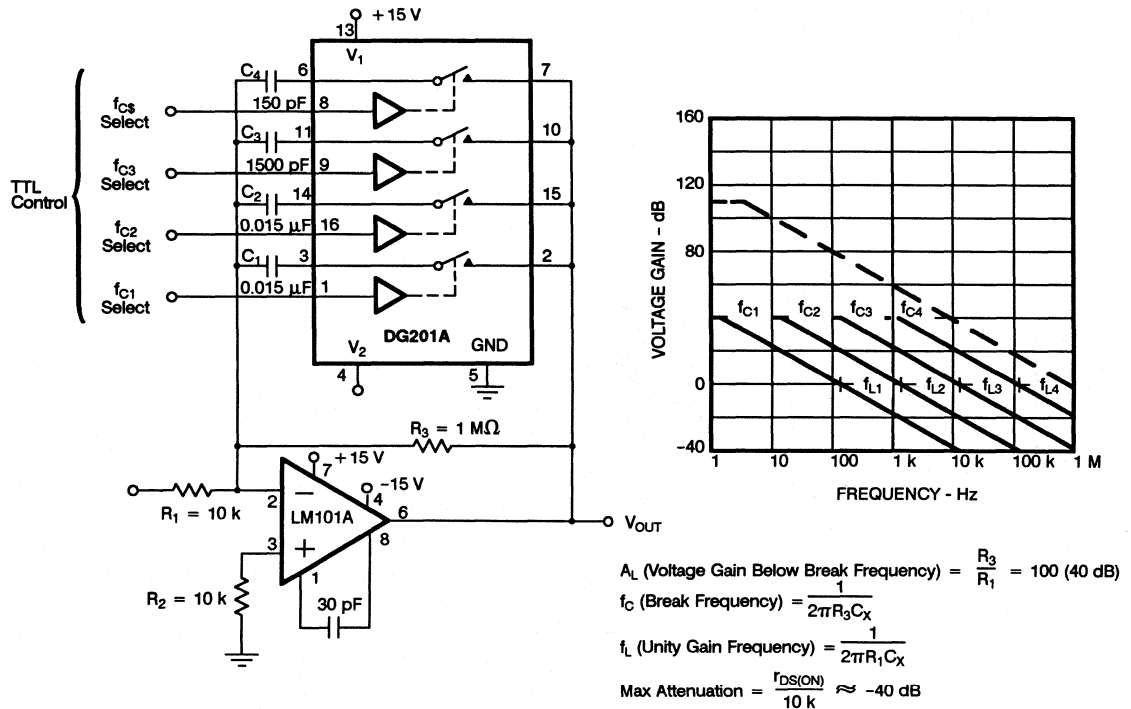 + 15 V
13
V1
C4
6
7
fC$
Select
150 pF
8
C3
11
10
fC3
Select
1500 pF
9
TTL
Control
C2
14
15
fC2
Select
0.015 μF
16
C1
3
2
fC1
Select
0.015 μF
1
DG201A
V2
GND
4
5
R3 = 1 MΩ
+ 15 V
7
-15 V
4
2
−
LM101A
6
VOUT
R1 = 10 k
3
+
8
1
R2 = 10 k
30 pF
160
120
80
40
0
-40
VOLTAGE GAIN - dB
fC1
fC2
fC3
fC4
fL1
fL2
fL3
fL4
1
10
100
1 k
10 k
100 k
1 M
FREQUENCY - Hz
AL (Voltage Gain Below Break Frequency) = R3/R1 = 100 (40 dB)
fC (Break Frequency) = 1/2πR3CX
fL (Unity Gain Frequency) = 1/2πR1CX
Max Attenuation = rDS(ON)/10 k ≈ -40 dB